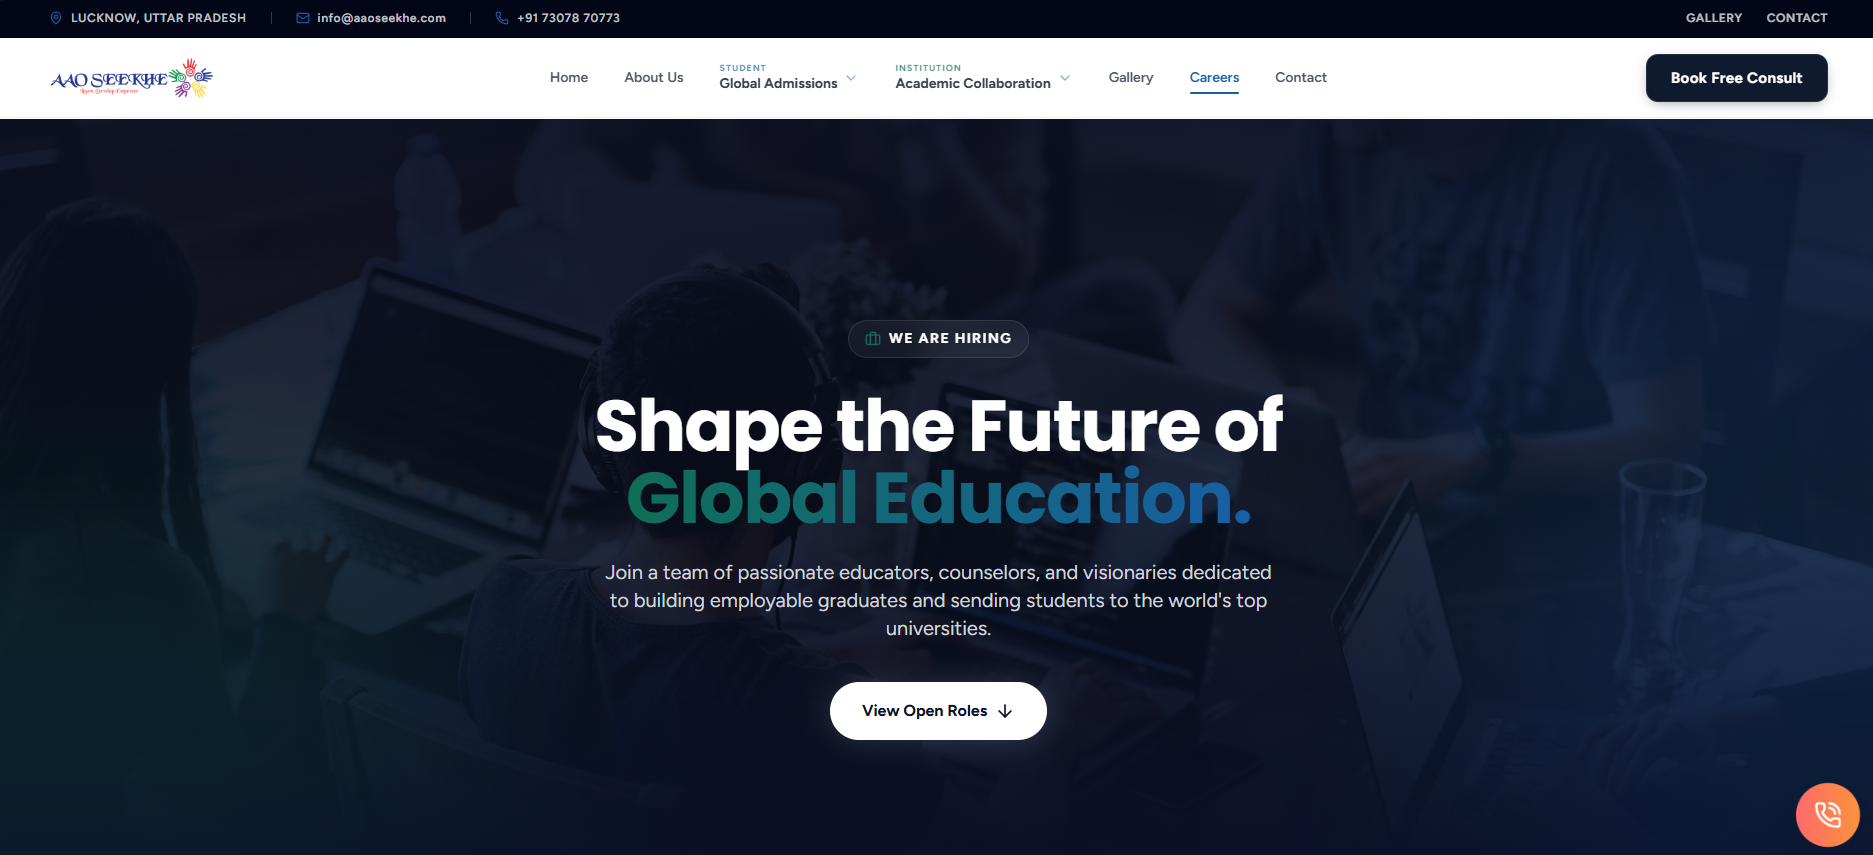 LUCKNOW, UTTAR PRADESH
info@aaoseekhe.com
+91 73078 70773
GALLERY
CONTACT
AAO SEEKHE
Learn.Develop.Empower
Home
About Us
STUDENT
Global Admissions
INSTITUTION
Academic Collaboration
Gallery
Careers
Contact
Book Free Consult
WE ARE HIRING
Shape the Future of
Global Education.
Join a team of passionate educators, counselors, and visionaries dedicated
to building employable graduates and sending students to the world's top
universities.
View Open Roles